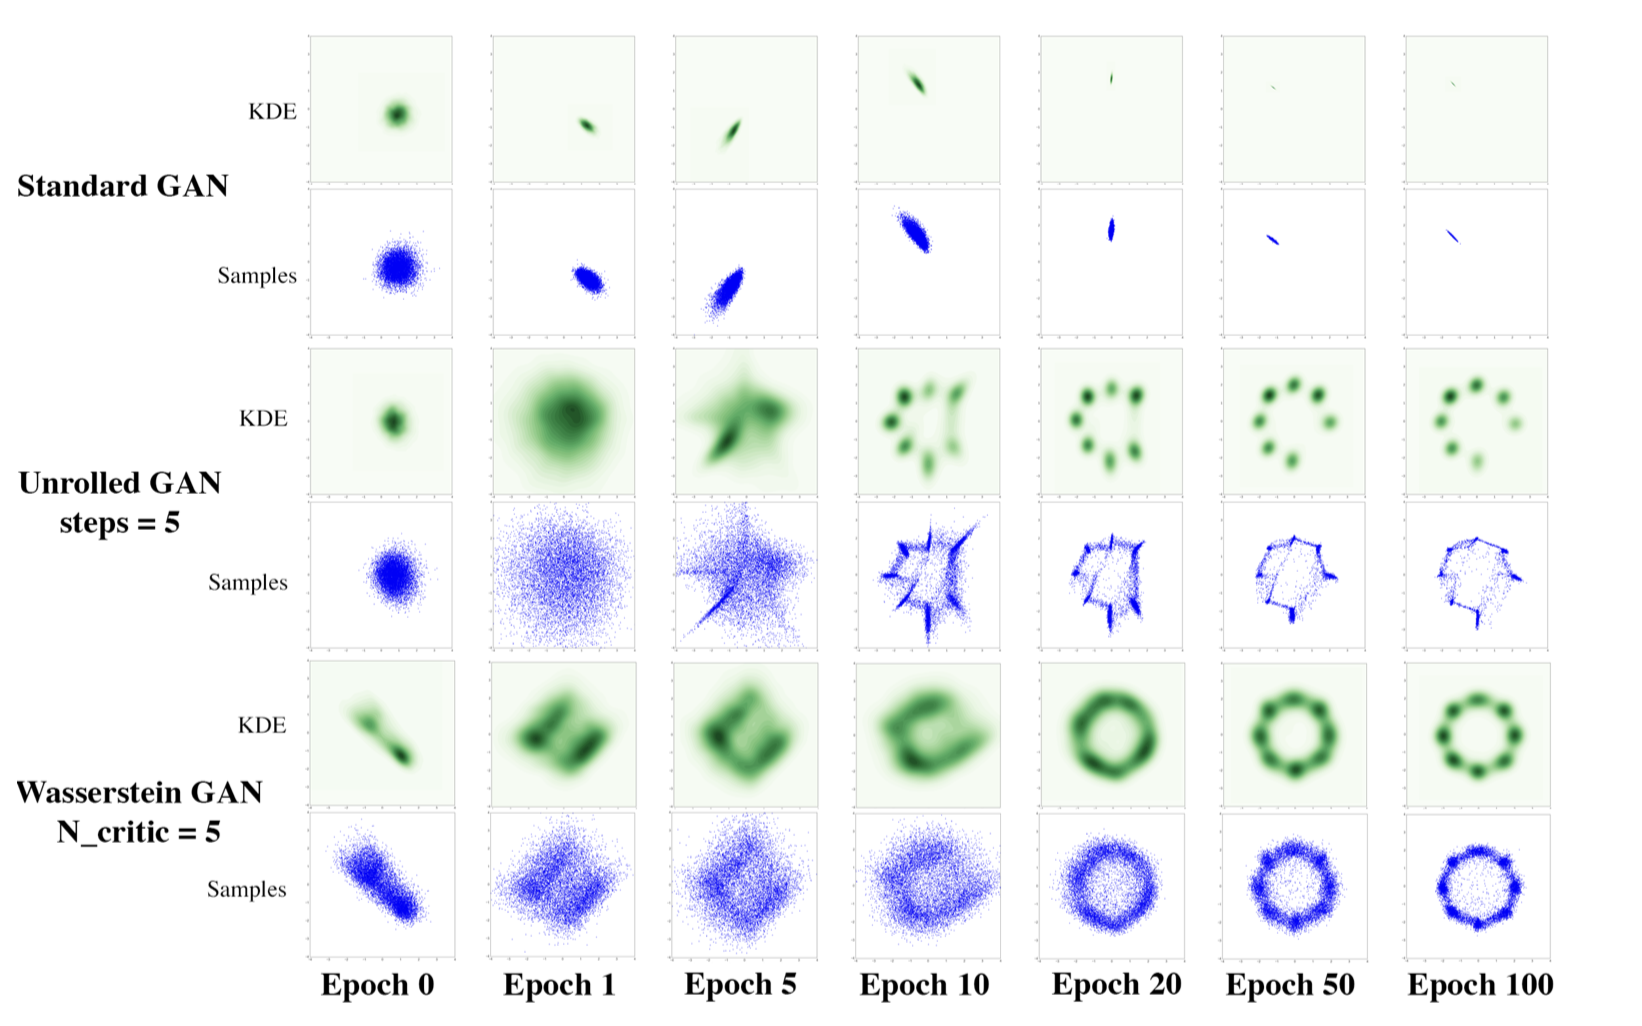 KDE
Standard GAN
Samples
KDE
Unrolled GAN
steps = 5
Samples
KDE
Wasserstein GAN
N_critic = 5
Samples
Epoch 0 Epoch 1 Epoch 5 Epoch 10 Epoch 20 Epoch 50 Epoch 100